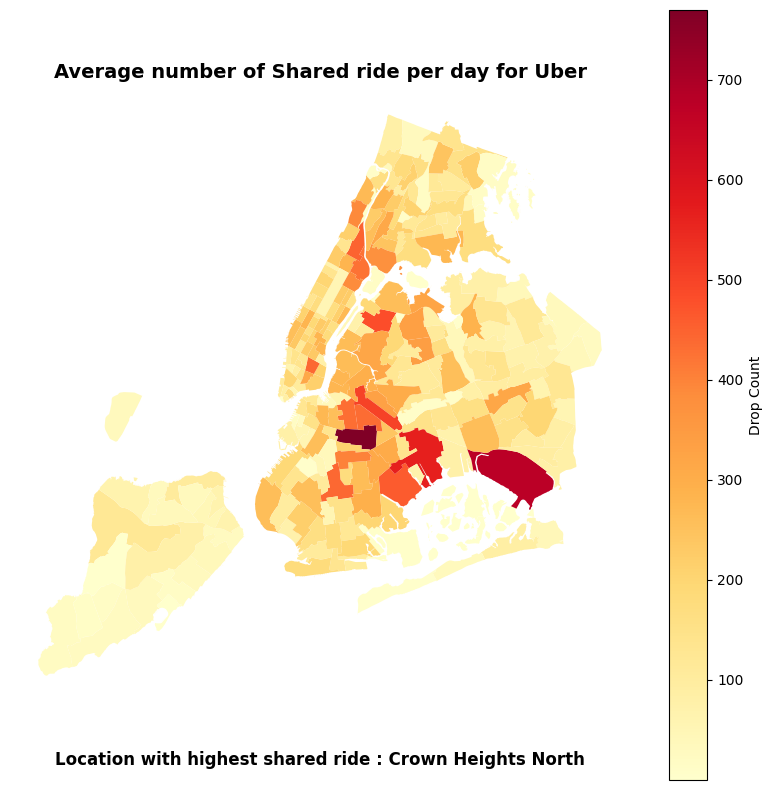 Average number of Shared ride per day for Uber
700
600
500
400
300
200
100
Drop Count
Location with highest shared ride : Crown Heights North